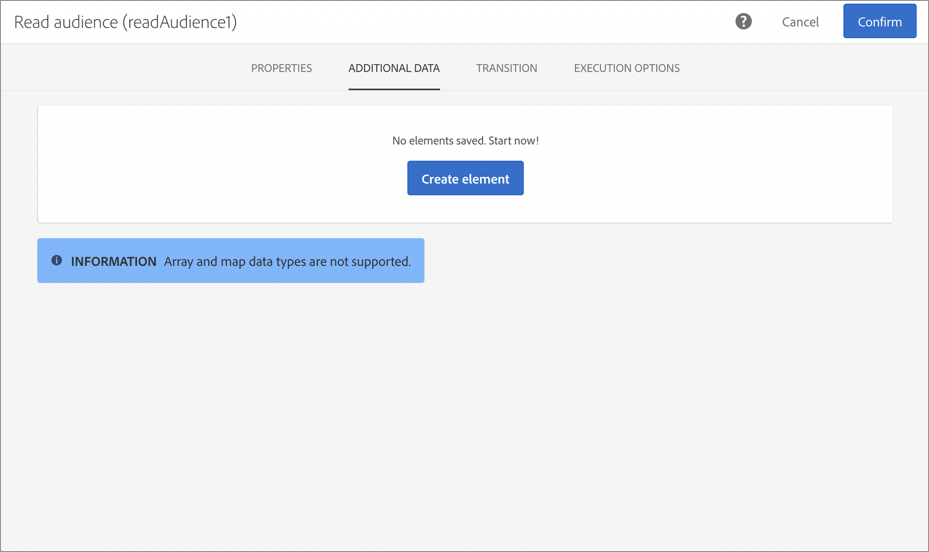 Read audience (readAudience1)
? Cancel Confirm
PROPERTIES ADDITIONAL DATA TRANSITION EXECUTION OPTIONS
No elements saved. Start now!
Create element
INFORMATION Array and map data types are not supported.